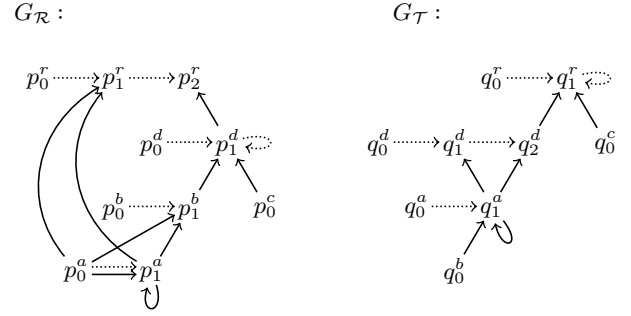 G_ℛ : G_𝒯 :
p_0^r p_1^r p_2^r q_0^r q_1^r
p_0^d p_1^d q_0^d q_1^d q_2^d q_0^c
p_0^b p_1^b p_0^c q_0^a q_1^a
p_0^a p_1^a q_0^b